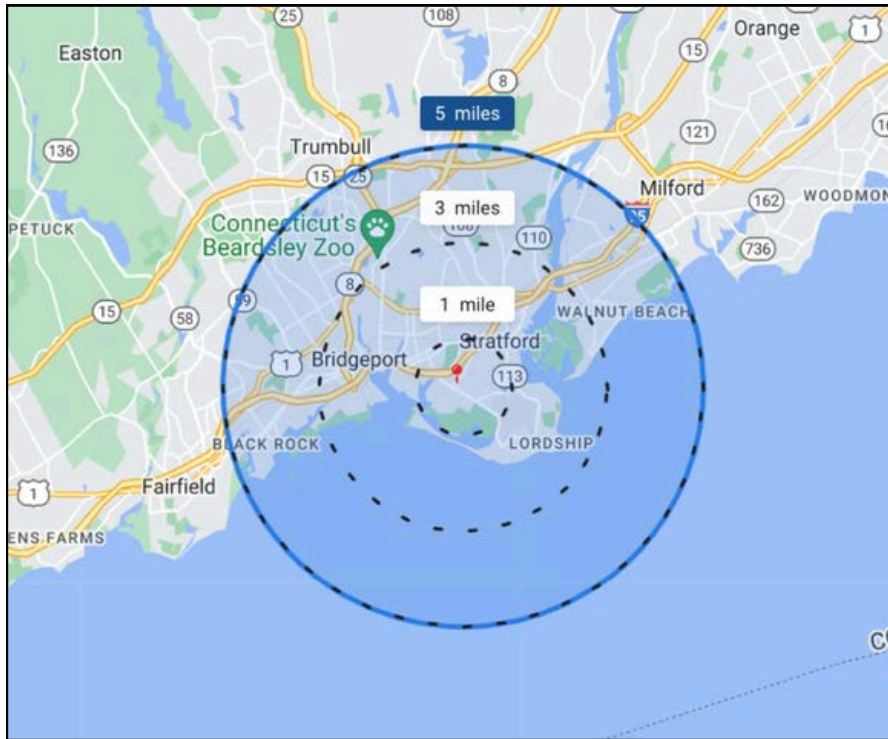 25
108
15
Orange
1
Easton
8
15
136
5 miles
121
Trumbull
15
25
Milford
162
WOODMON
3 miles
PETUCK
Connecticut's
Beardsley Zoo
108
110
95
736
8
59
1 mile
15
58
WALNUT BEACH
Stratford
1
Bridgeport
113
BLACK ROCK
LORDSHIP
Fairfield
1
ENS FARMS